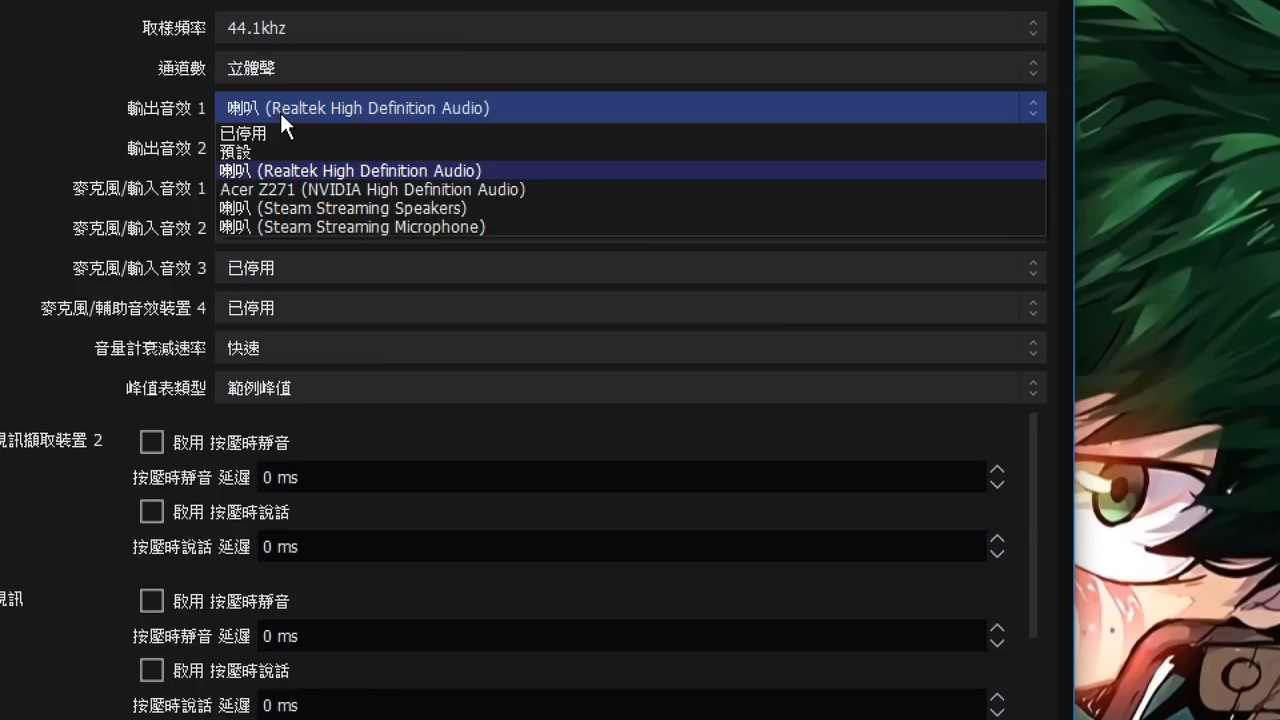 取樣頻率 44.1khz
通道數 立體聲
輸出音效 1 喇叭 (Realtek High Definition Audio)
已停用
輸出音效 2
預設
喇叭 (Realtek High Definition Audio)
麥克風/輸入音效 1 Acer Z271 (NVIDIA High Definition Audio)
喇叭 (Steam Streaming Speakers)
麥克風/輸入音效 2 喇叭 (Steam Streaming Microphone)
麥克風/輸入音效 3 已停用
麥克風/輔助音效裝置 4 已停用
音量計衰減速率 快速
峰值表類型 範例峰值
視訊擷取裝置 2 啟用 按壓時靜音
按壓時靜音 延遲 0 ms
啟用 按壓時說話
按壓時說話 延遲 0 ms
視訊 啟用 按壓時靜音
按壓時靜音 延遲 0 ms
啟用 按壓時說話
按壓時說話 延遲 0 ms